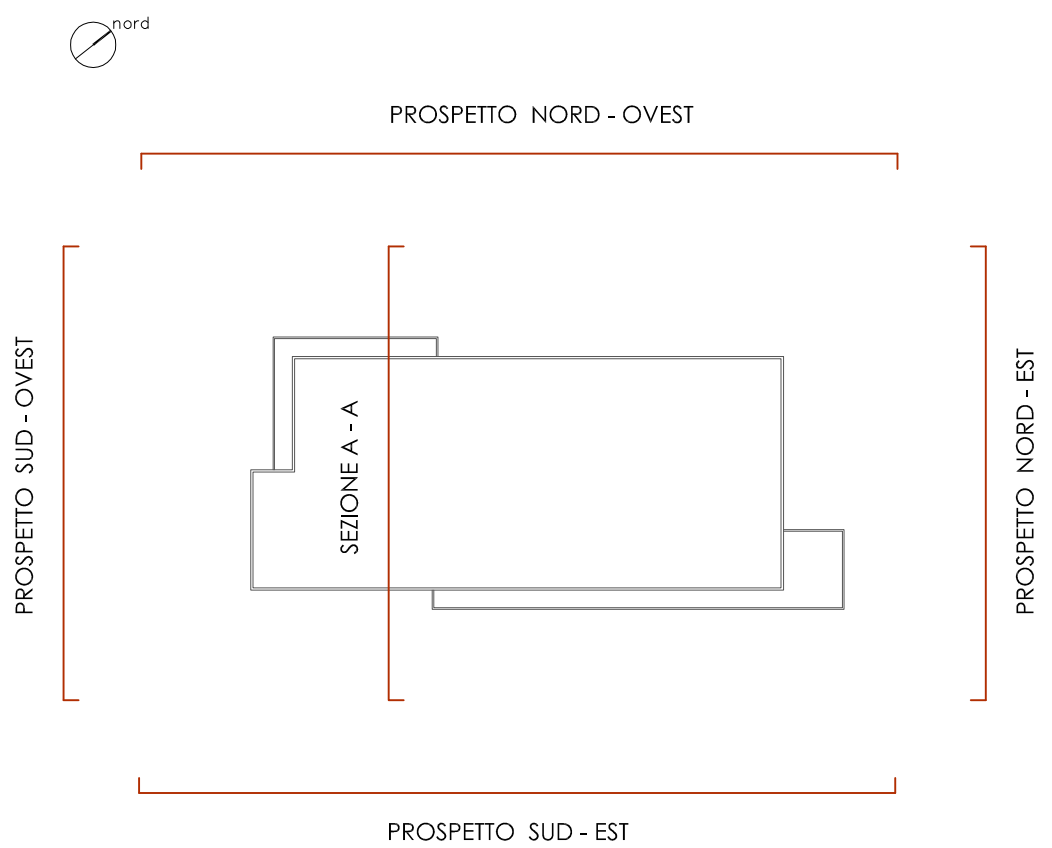 nord
PROSPETTO NORD - OVEST
PROSPETTO SUD - OVEST
SEZIONE A - A
PROSPETTO NORD - EST
PROSPETTO SUD - EST